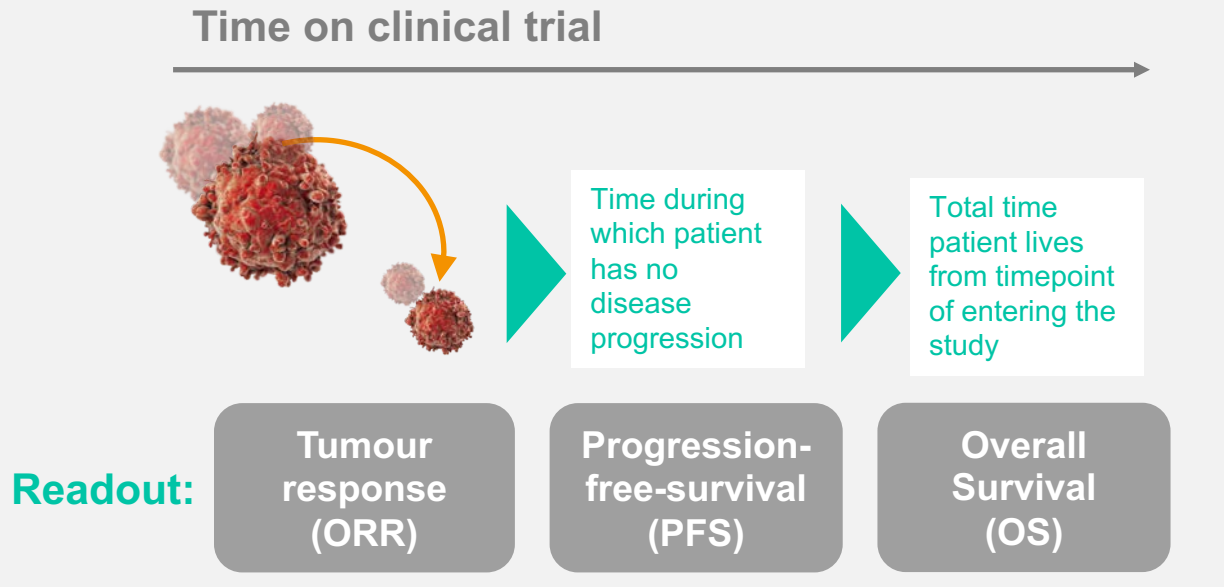 Time on clinical trial
Time during
which patient
has no
disease
progression
Total time
patient lives
from timepoint
of entering the
study
Readout:
Tumour
response
(ORR)
Progression-
free-survival
(PFS)
Overall
Survival
(OS)